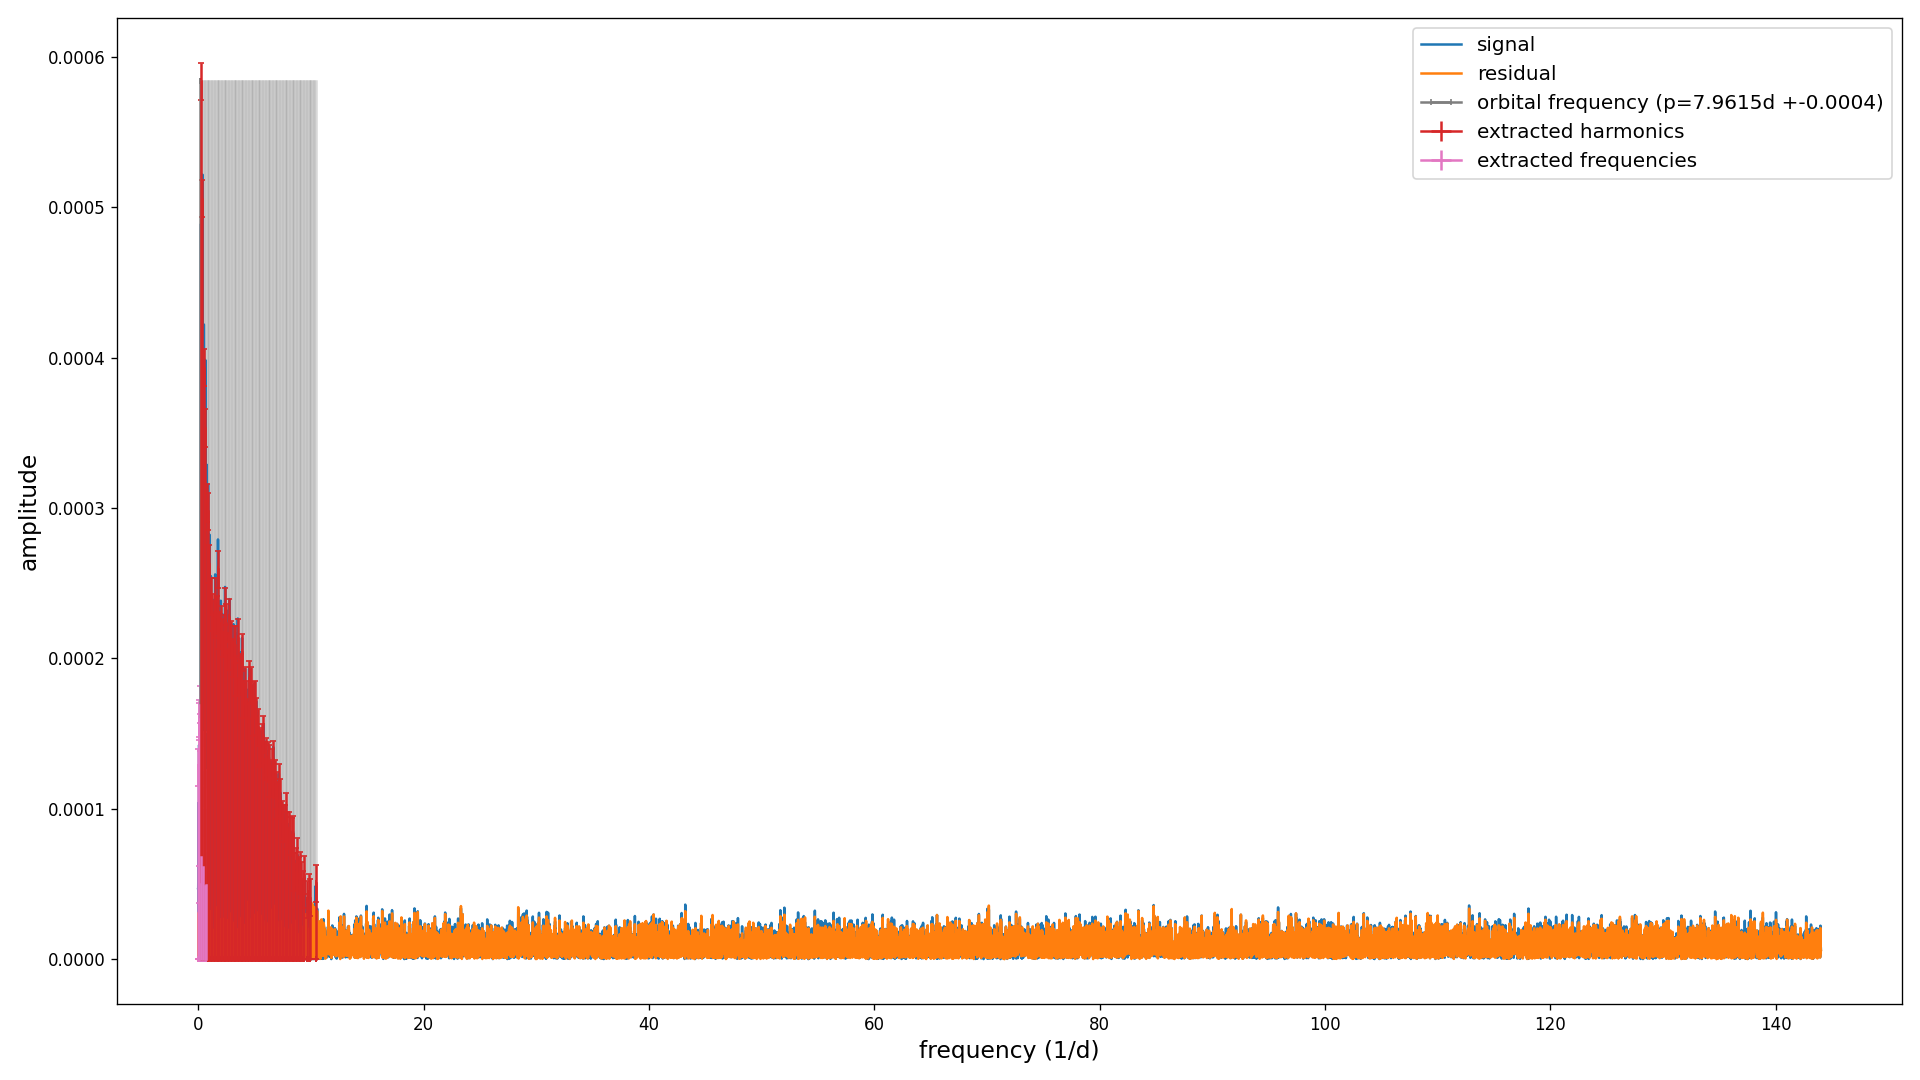 signal
residual
orbital frequency (p=7.9615d +-0.0004)
extracted harmonics
extracted frequencies
amplitude
0.0006
0.0005
0.0004
0.0003
0.0002
0.0001
0.0000
0 20 40 60 80 100 120 140
frequency (1/d)